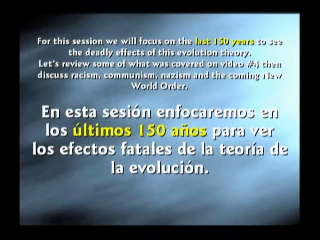 For this session we will focus on the last 150 years to see
the deadly effects of this evolution theory.
Let's review some of what was covered on video #4 then
discuss racism, communism, nazism and the coming New
World Order.
En esta sesión enfocaremos en
los últimos 150 años para ver
los efectos fatales de la teoría de
la evolución.